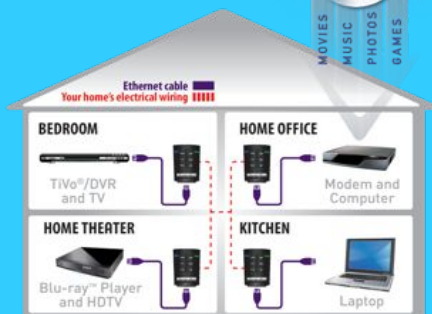 MOVIES
MUSIC
PHOTOS
GAMES
Ethernet cable
Your home's electrical wiring
BEDROOM
TiVo®/DVR
and TV
HOME OFFICE
Modem and
Computer
HOME THEATER
Blu-ray™ Player
and HDTV
KITCHEN
Laptop